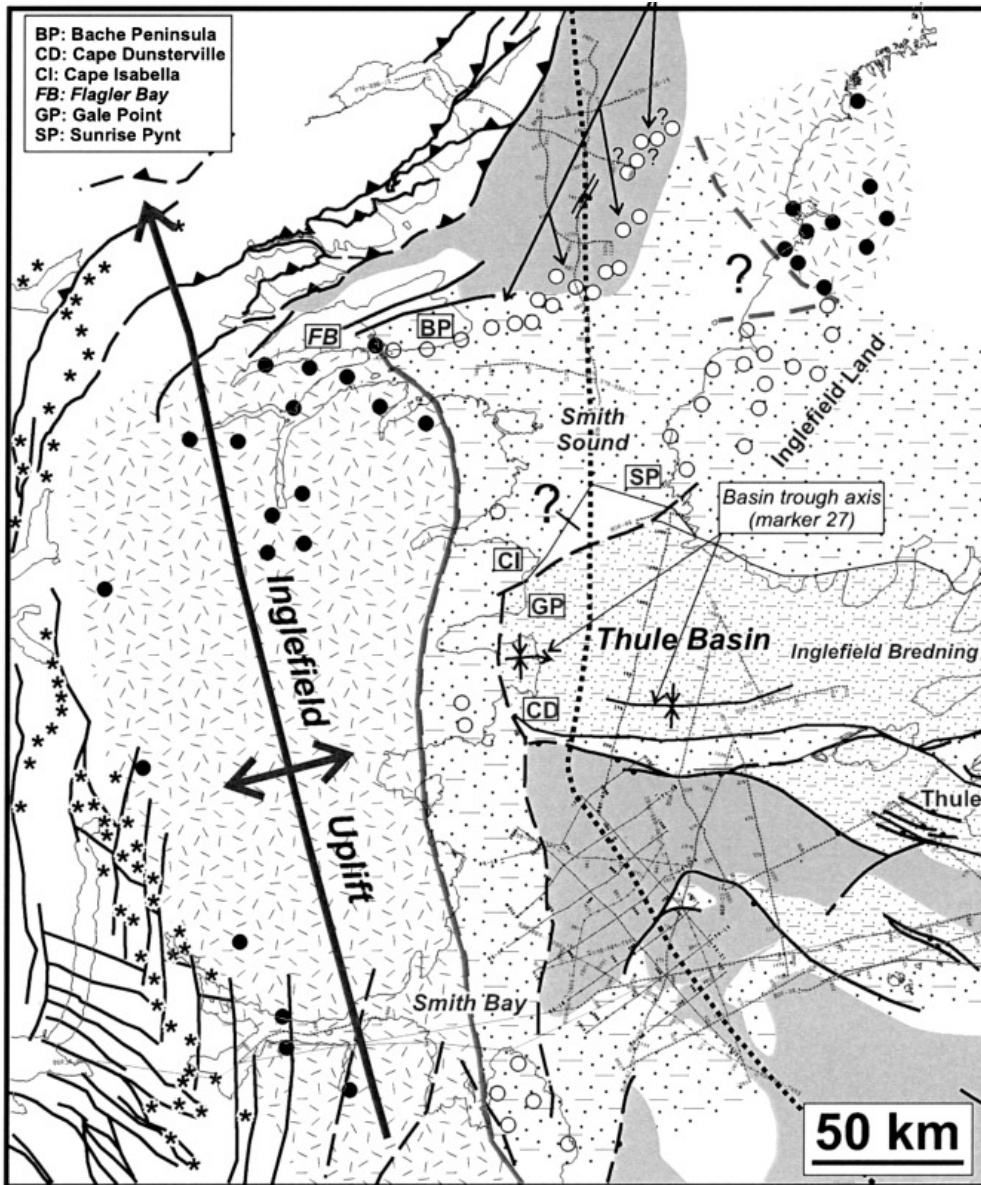 BP: Bache Peninsula
CD: Cape Dunsterville
CI: Cape Isabella
FB: Flagler Bay
GP: Gale Point
SP: Sunrise Pynt
?
?
?
?
?
FB
BP
Smith
Sound
Inglefield Land
SP
?
Basin trough axis
(marker 27)
CI
GP
Thule Basin
Inglefield Bredning
Inglefield
CD
Thule
Uplift
Smith Bay
50 km